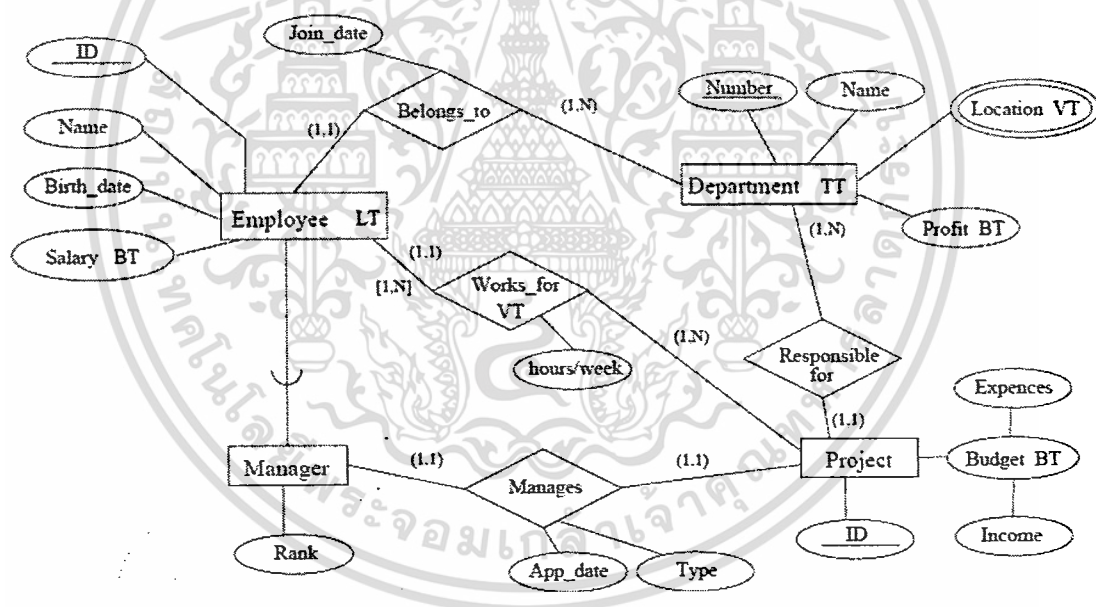 Join_date
ID
Number
Name
Location VT
Belongs_to
(1,N)
Name
(1,1)
Birth_date
Department TT
Employee LT
(1,N)
Profit BT
Salary BT
(1,1)
[1,N]
Works_for
VT
(1,N)
Responsible
for
hours/week
Expences
(1,1)
Manager
(1,1)
(1,1)
Project
Budget BT
Manages
Rank
ID
Income
App_date
Type